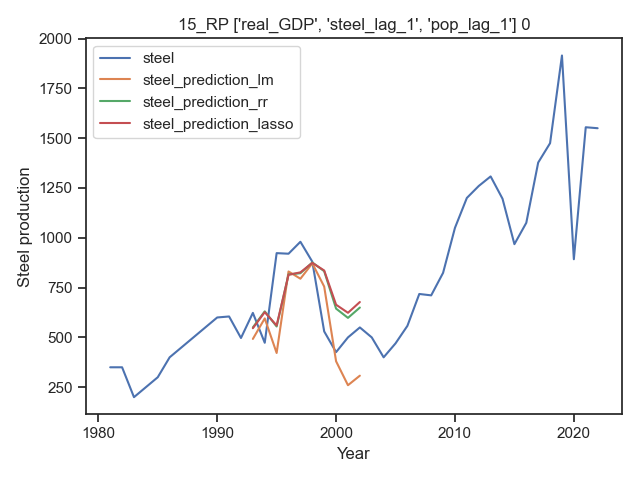 15_RP ['real_GDP', 'steel_lag_1', 'pop_lag_1'] 0
steel
steel_prediction_lm
steel_prediction_rr
steel_prediction_lasso
2000
1750
1500
1250
1000
750
500
250
Steel production
1980
1990
2000
2010
2020
Year